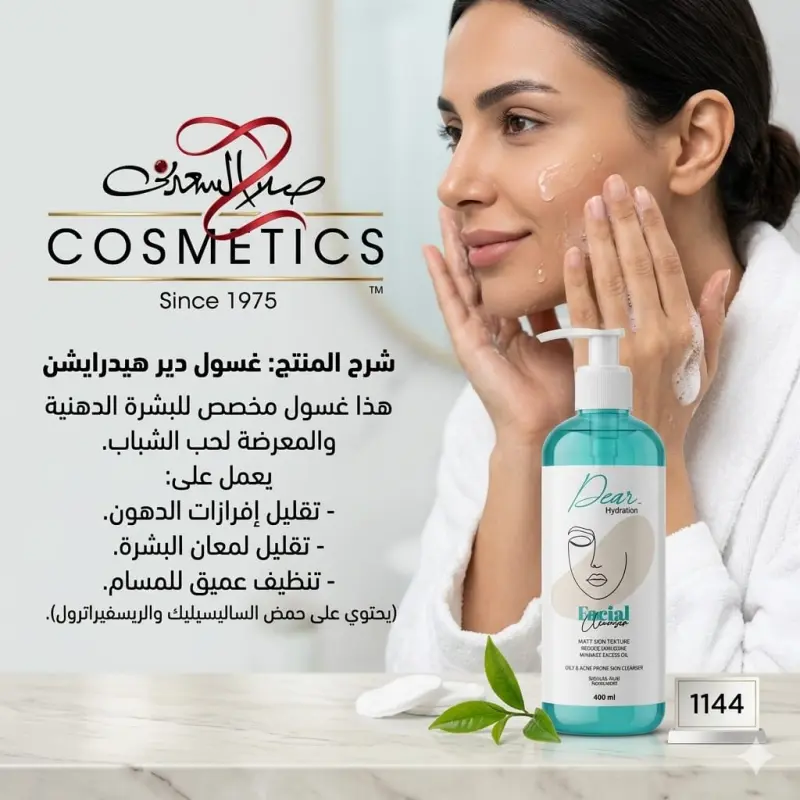 صلاح السعدني
COSMETICS
TM
Since 1975
شرح المنتج: غسول دير هيدرايشن
هذا غسول مخصص للبشرة الدهنية
والمعرضة لحب الشباب.
يعمل على:
- تقليل إفرازات الدهون.
- تقليل لمعان البشرة.
- تنظيف عميق للمسام.
(يحتوي على حمض الساليسيليك والريسفيراترول).
Dear
Hydration
Facial
Cleanser
MATT SKIN TEXTURE
EXCESS OIL
OILY & ACNE PRONE SKIN CLEANSER
400 ml
1144